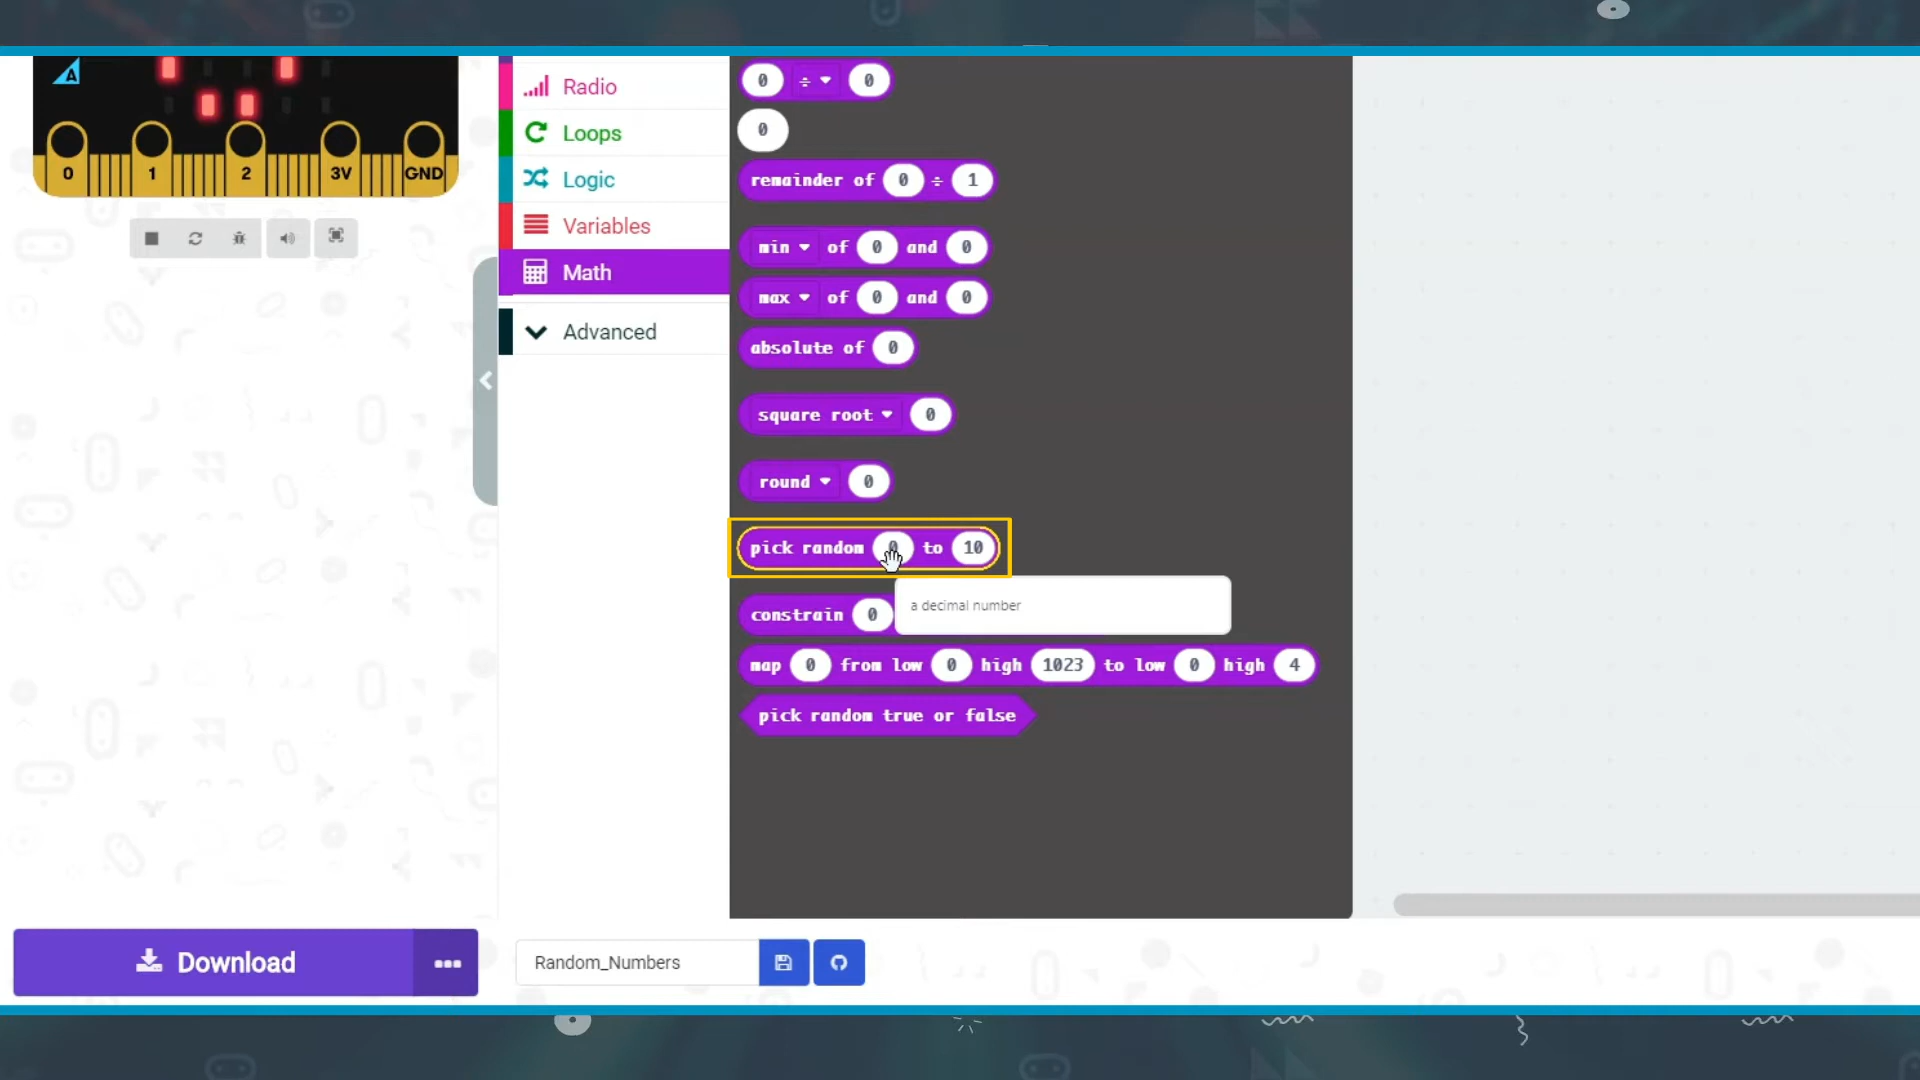 A
0 1 2 3V GND
Radio
Loops
Logic
Variables
Math
Advanced
0 ÷ 0
0
remainder of 0 ÷ 1
min of 0 and 0
max of 0 and 0
absolute of 0
square root 0
round 0
pick random 0 to 10
a decimal number
constrain 0
map 0 from low 0 high 1023 to low 0 high 4
pick random true or false
Download
Random_Numbers